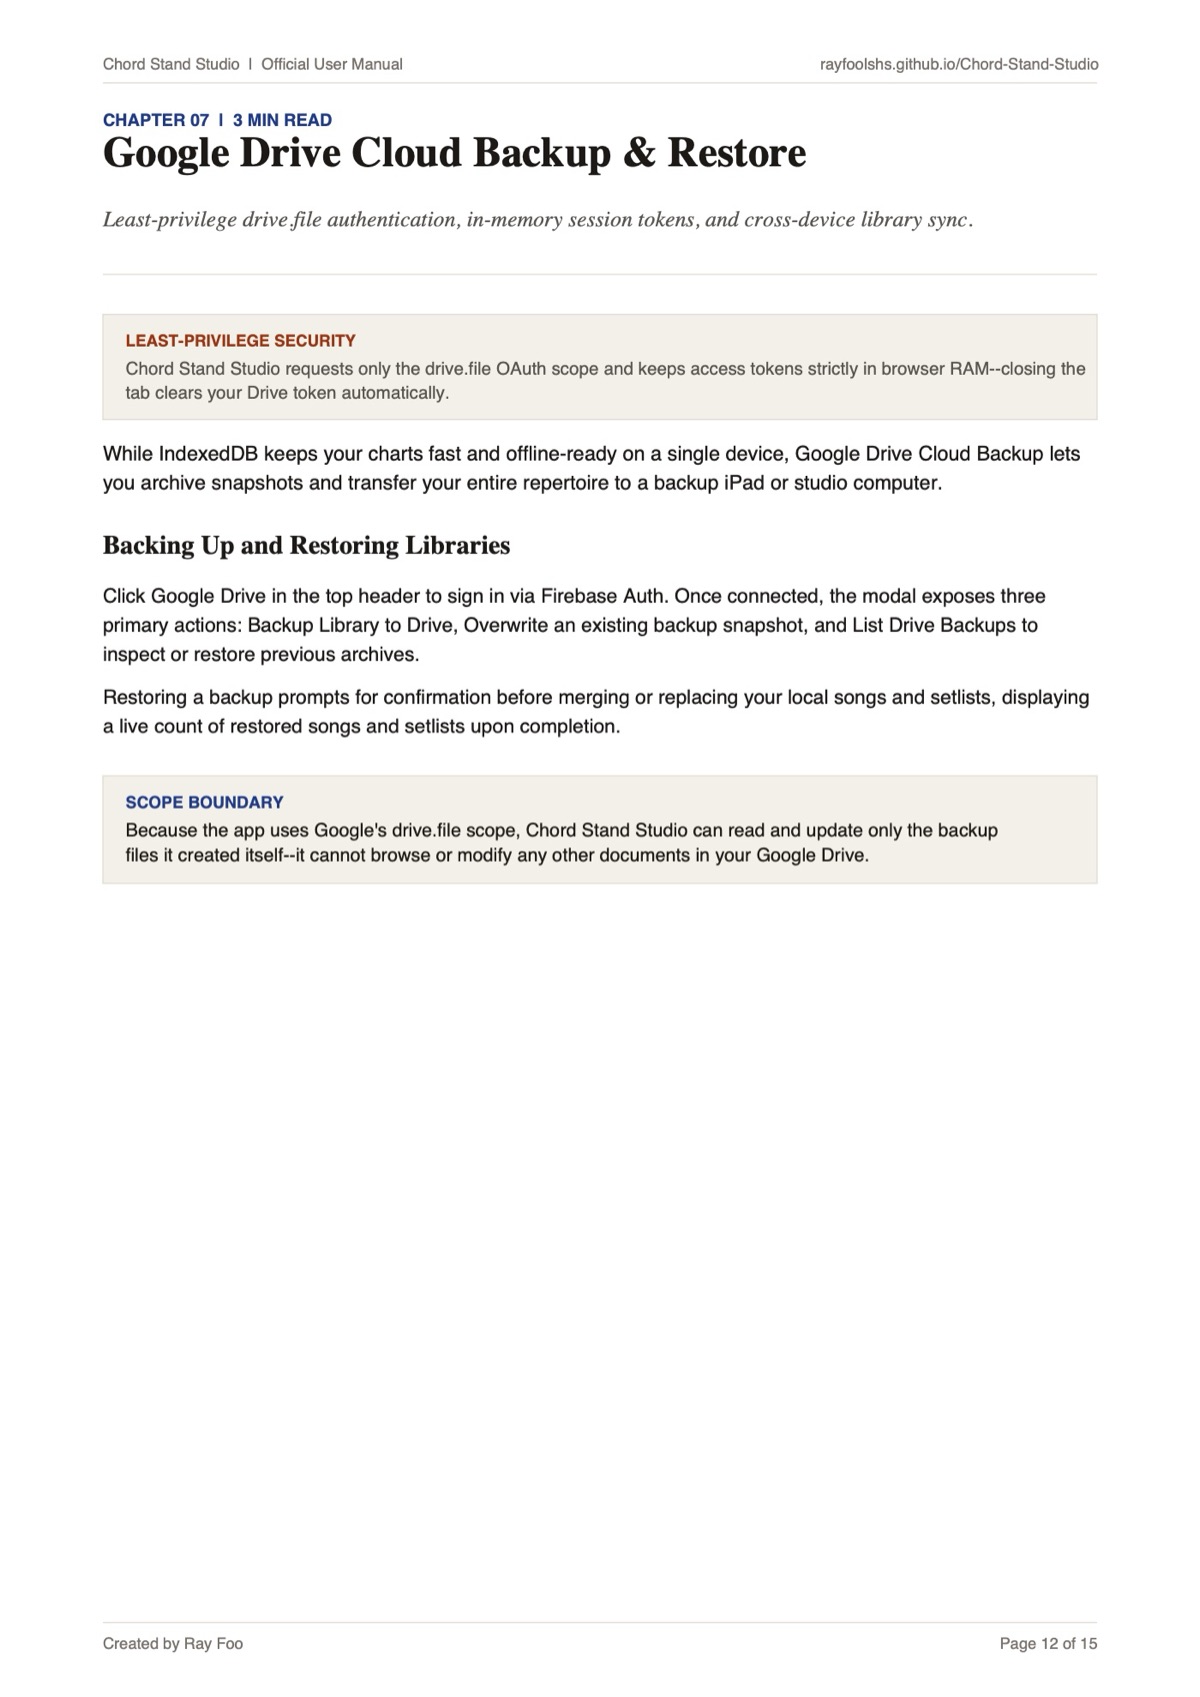 Chord Stand Studio | Official User Manual
rayfoolshs.github.io/Chord-Stand-Studio
CHAPTER 07 | 3 MIN READ
Google Drive Cloud Backup & Restore
Least-privilege drive.file authentication, in-memory session tokens, and cross-device library sync.
LEAST-PRIVILEGE SECURITY
Chord Stand Studio requests only the drive.file OAuth scope and keeps access tokens strictly in browser RAM--closing the
tab clears your Drive token automatically.
While IndexedDB keeps your charts fast and offline-ready on a single device, Google Drive Cloud Backup lets
you archive snapshots and transfer your entire repertoire to a backup iPad or studio computer.
Backing Up and Restoring Libraries
Click Google Drive in the top header to sign in via Firebase Auth. Once connected, the modal exposes three
primary actions: Backup Library to Drive, Overwrite an existing backup snapshot, and List Drive Backups to
inspect or restore previous archives.
Restoring a backup prompts for confirmation before merging or replacing your local songs and setlists, displaying
a live count of restored songs and setlists upon completion.
SCOPE BOUNDARY
Because the app uses Google's drive.file scope, Chord Stand Studio can read and update only the backup
files it created itself--it cannot browse or modify any other documents in your Google Drive.
Created by Ray Foo
Page 12 of 15